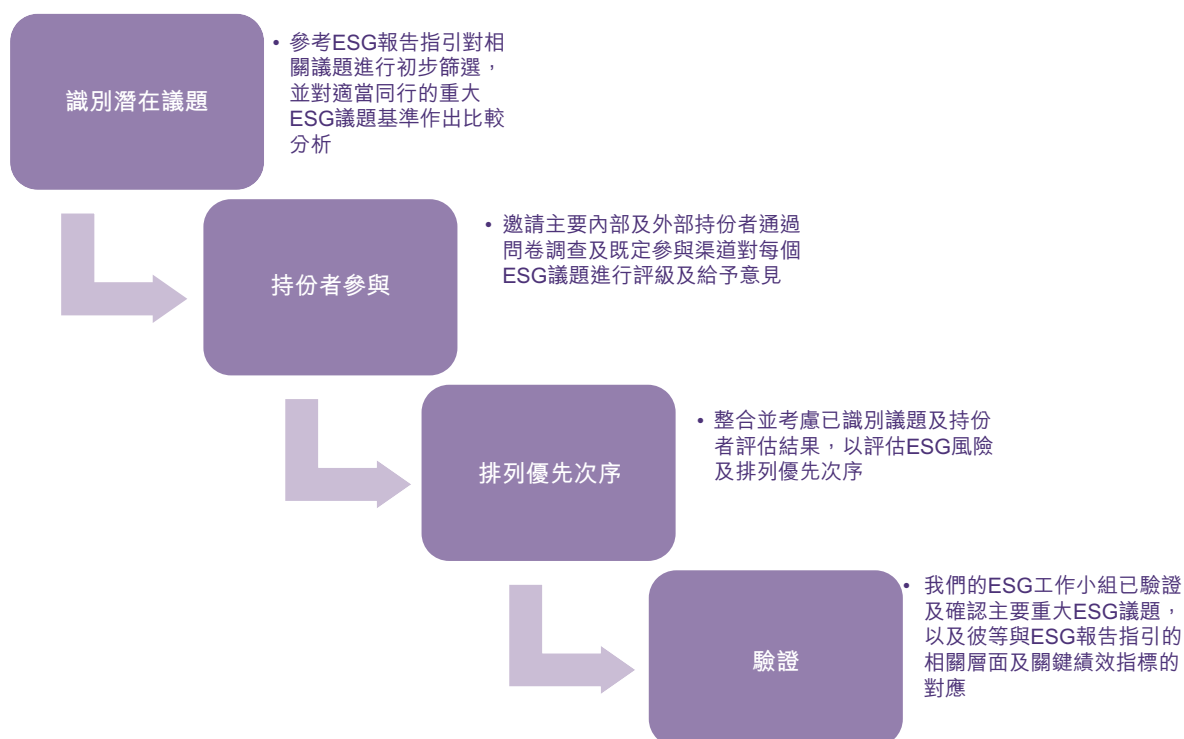 識別潛在議題
• 參考ESG報告指引對相
關議題進行初步篩選，
並對適當同行的重大
ESG議題基準作出比較
分析
持份者參與
• 邀請主要內部及外部持份者通過
問卷調查及既定參與渠道對每個
ESG議題進行評級及給予意見
排列優先次序
• 整合並考慮已識別議題及持份
者評估結果，以評估ESG風險
及排列優先次序
驗證
• 我們的ESG工作小組已驗證
及確認主要重大ESG議題，
以及彼等與ESG報告指引的
相關層面及關鍵績效指標的
對應